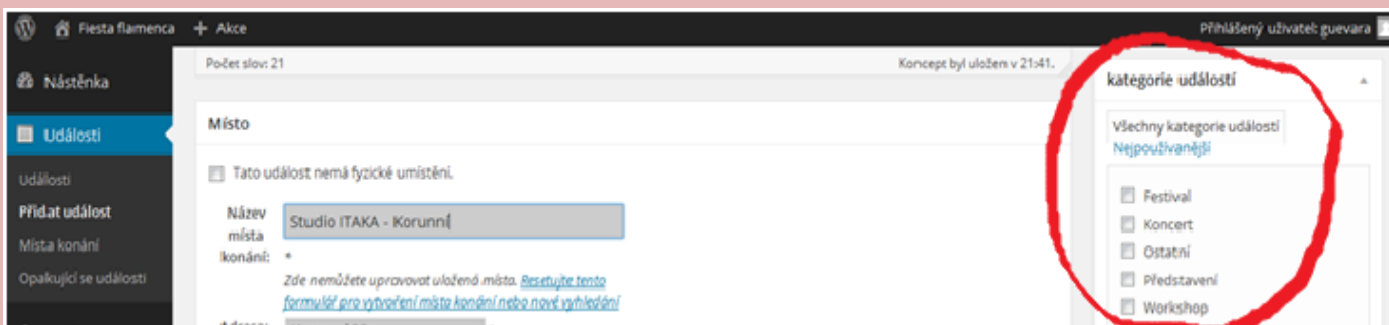 Fiesta flamenca + Akce Přihlášený uživatel: guevara
Nástěnka
Události
Události
Přidat událost
Místa konání
Opakující se události
Počet slov: 21 Koncept byl uložem v 21:41.
Místo
Tato událost nemá fyzické umístění.
Název
místa
konání: *
Studio ITAKA - Korunní
Zde nemůžete upravovat uložená místa. Resetujte tento
formulář pro vytvoření místa konání nebo nové vyhledání
kategorie událostí
Všechny kategorie událostí
Nejpoužívanější
Festival
Koncert
Ostatní
Představení
Workshop